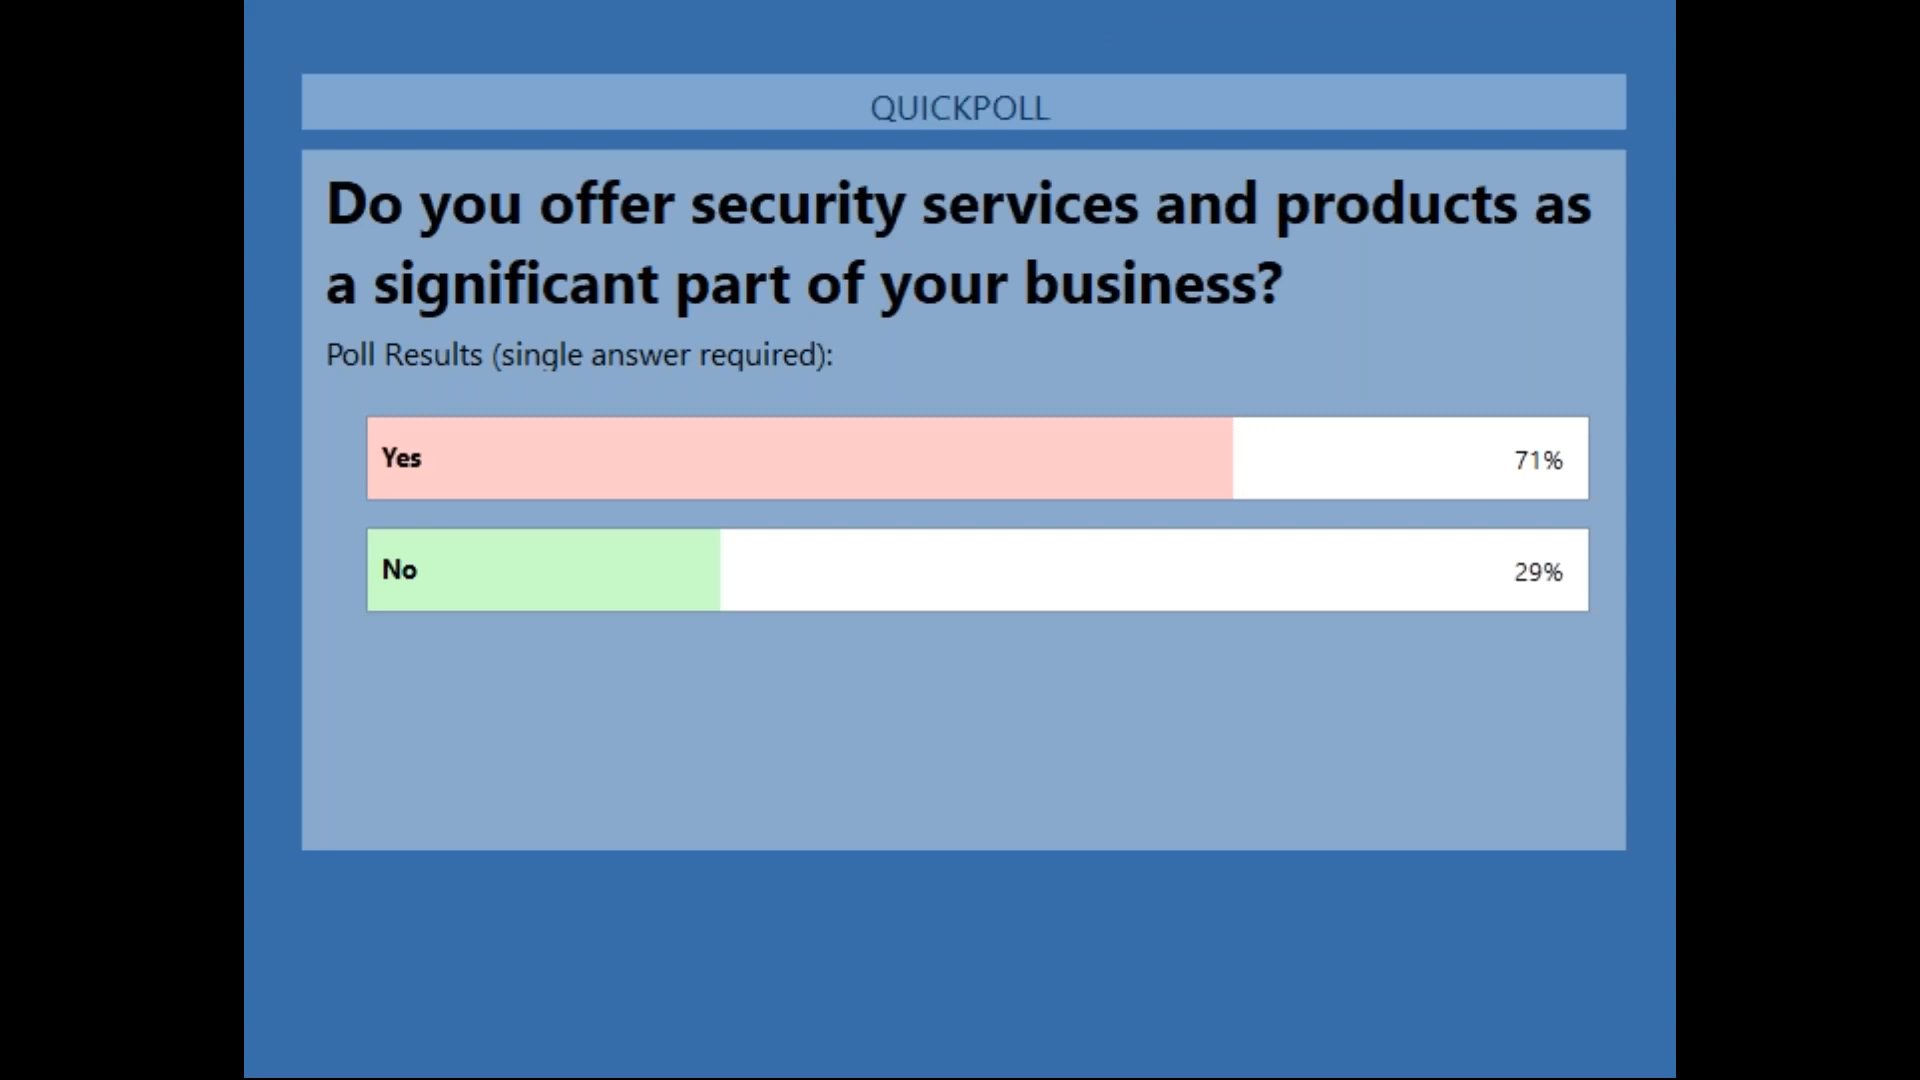 QUICKPOLL
Do you offer security services and products as
a significant part of your business?
Poll Results (single answer required):
Yes 71%
No 29%